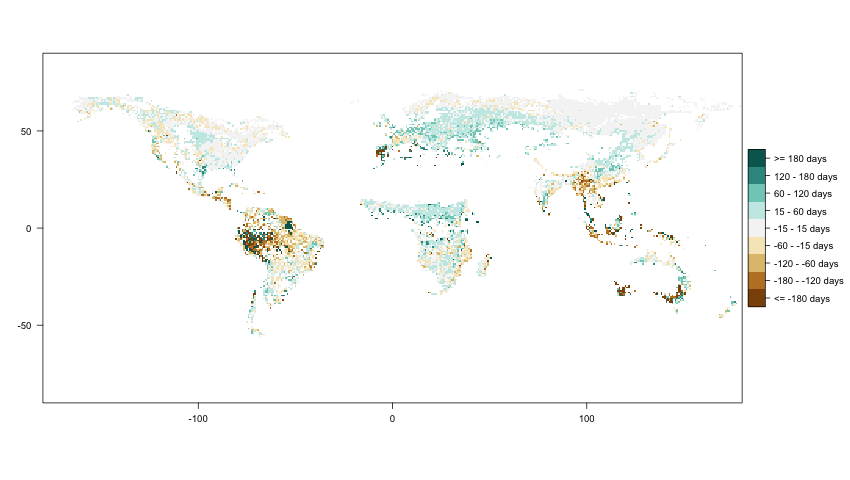 50
0
-50
-100
0
100
>= 180 days
120 - 180 days
60 - 120 days
15 - 60 days
-15 - 15 days
-60 - -15 days
-120 - -60 days
-180 - -120 days
<= -180 days